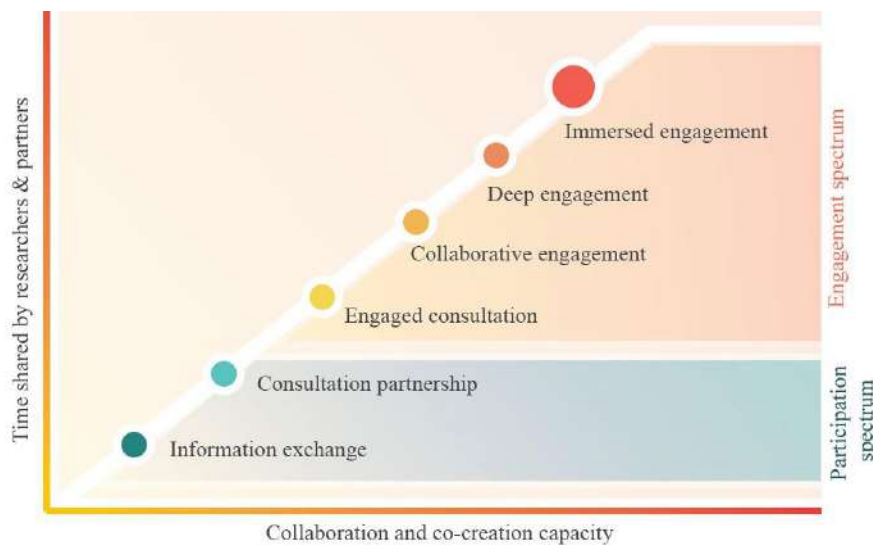 Time shared by researchers & partners
Immersed engagement
Deep engagement
Collaborative engagement
Engaged consultation
Consultation partnership
Information exchange
Engagement spectrum
Participation
spectrum
Collaboration and co-creation capacity